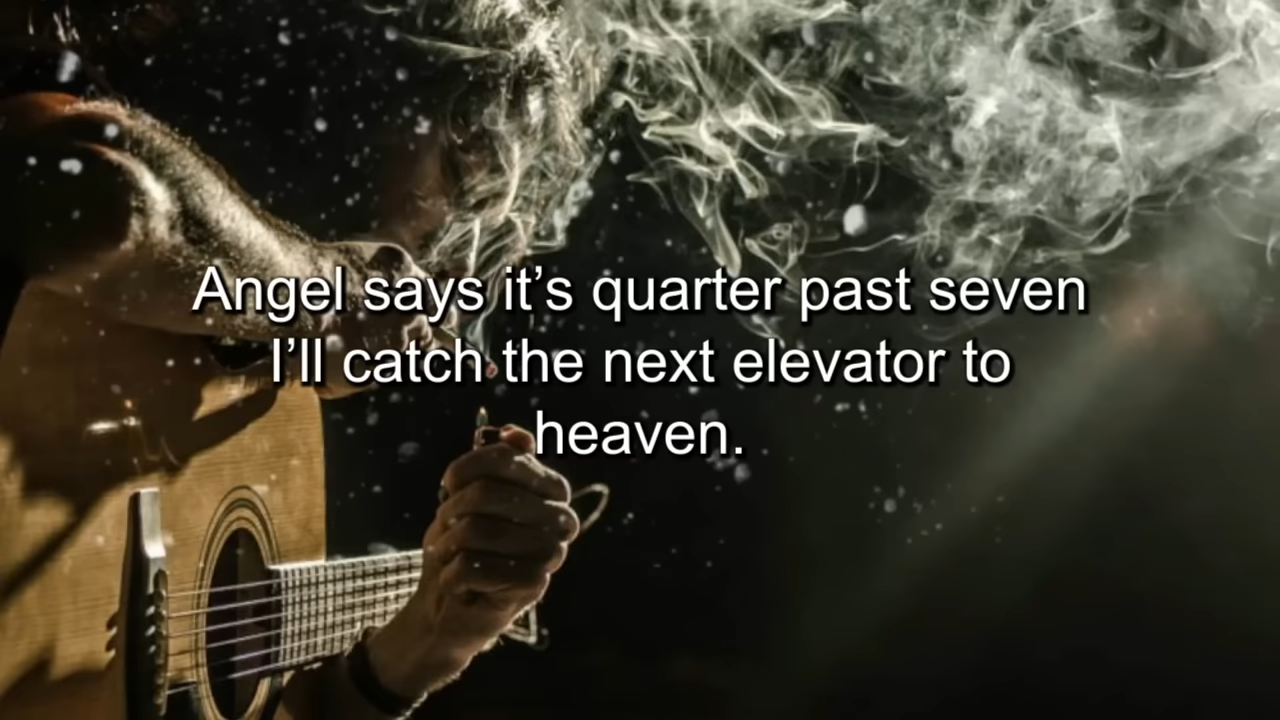 Angel says it’s quarter past seven
I’ll catch the next elevator to
heaven.